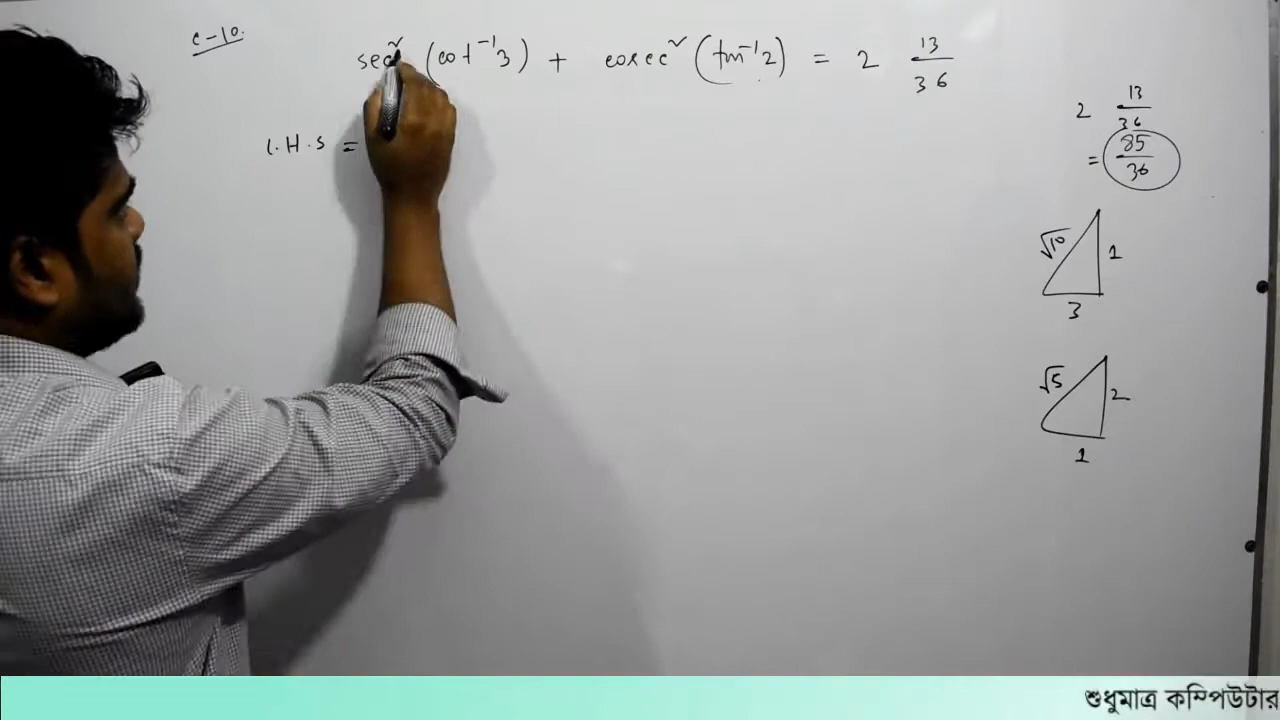 c-10.
sec² (cot⁻¹3) + cosec² (tan⁻¹2) = 2 13/36
L.H.S =
2 13/36
= 85/36
√10 1
3
√5 2
1
শুধুমাত্র কম্পিউটার